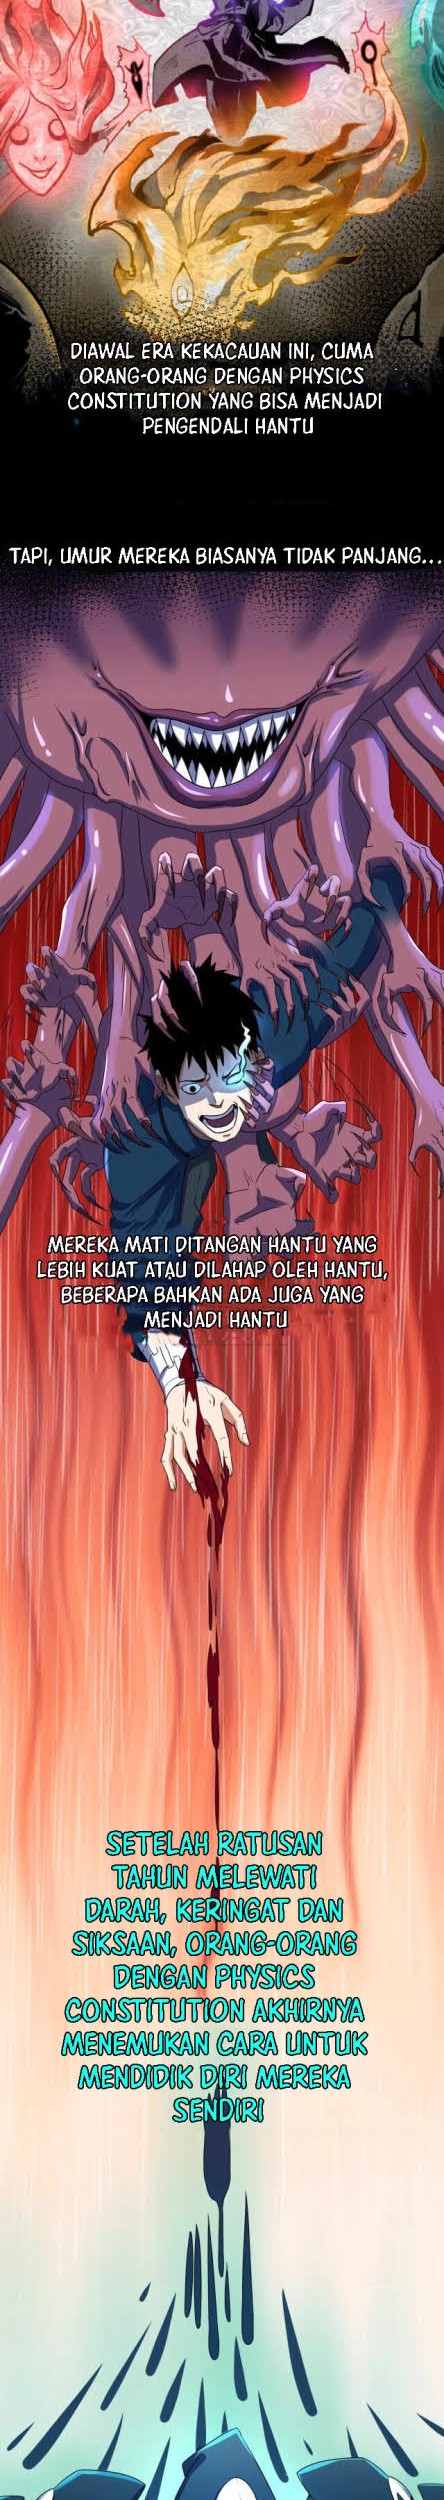 DIAWAL ERA KEKACAUAN INI, CUMA
ORANG-ORANG DENGAN PHYSICS
CONSTITUTION YANG BISA MENJADI
PENGENDALI HANTU
TAPI, UMUR MEREKA BIASANYA TIDAK PANJANG...
MEREKA MATI DITANGAN HANTU YANG
LEBIH KUAT ATAU DILAHAP OLEH HANTU,
BEBERAPA BAHKAN ADA JUGA YANG
MENJADI HANTU
SETELAH RATUSAN
TAHUN MELEWATI
DARAH, KERINGAT DAN
SIKSAAN, ORANG-ORANG
DENGAN PHYSICS
CONSTITUTION AKHIRNYA
MENEMUKAN CARA UNTUK
MENDIDIK DIRI MEREKA
SENDIRI